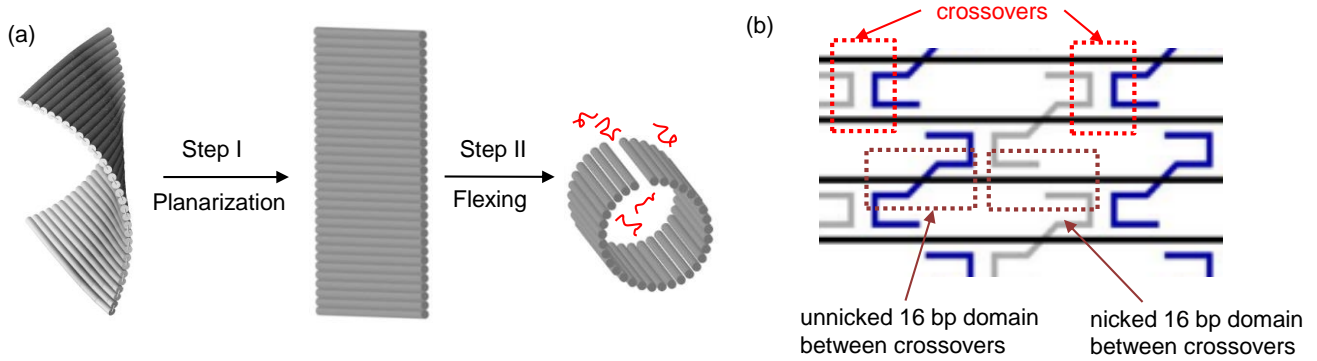 (a)
Step I
Planarization
Step II
Flexing
(b)
crossovers
unnicked 16 bp domain
between crossovers
nicked 16 bp domain
between crossovers